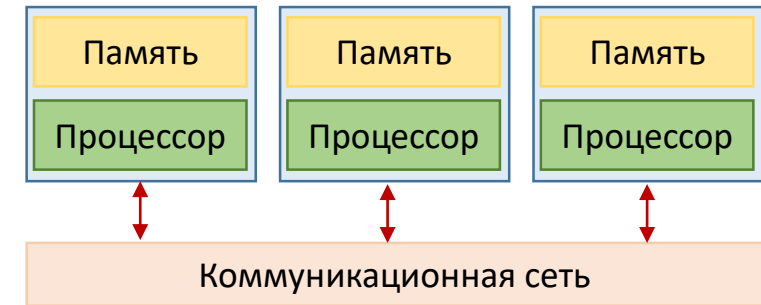 Память Память Память
Процессор Процессор Процессор
Коммуникационная сеть